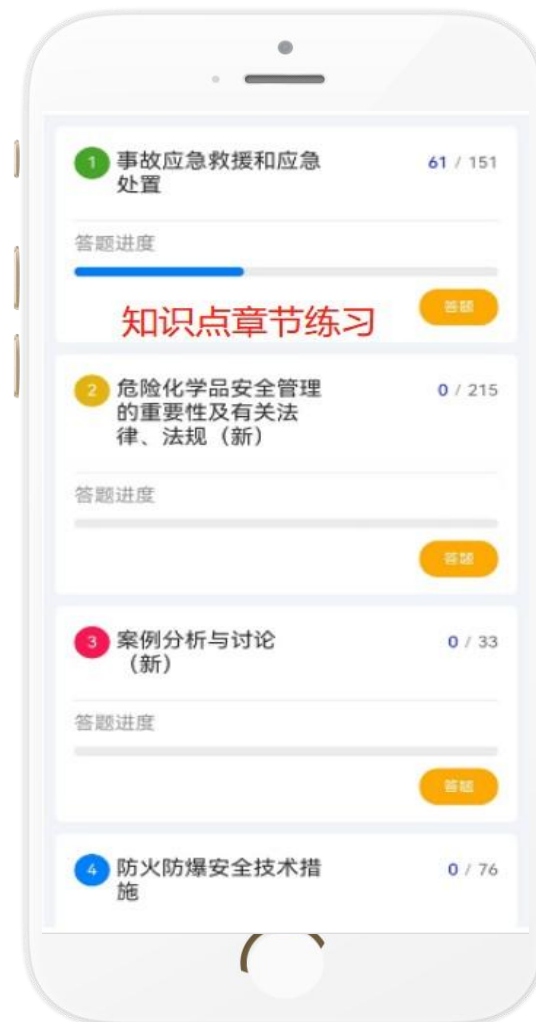 1 事故应急救援和应急 61 / 151
处置
答题进度
答题
知识点章节练习
2 危险化学品安全管理 0 / 215
的重要性及有关法
律、法规（新）
答题进度
答题
3 案例分析与讨论 0 / 33
（新）
答题进度
答题
4 防火防爆安全技术措 0 / 76
施